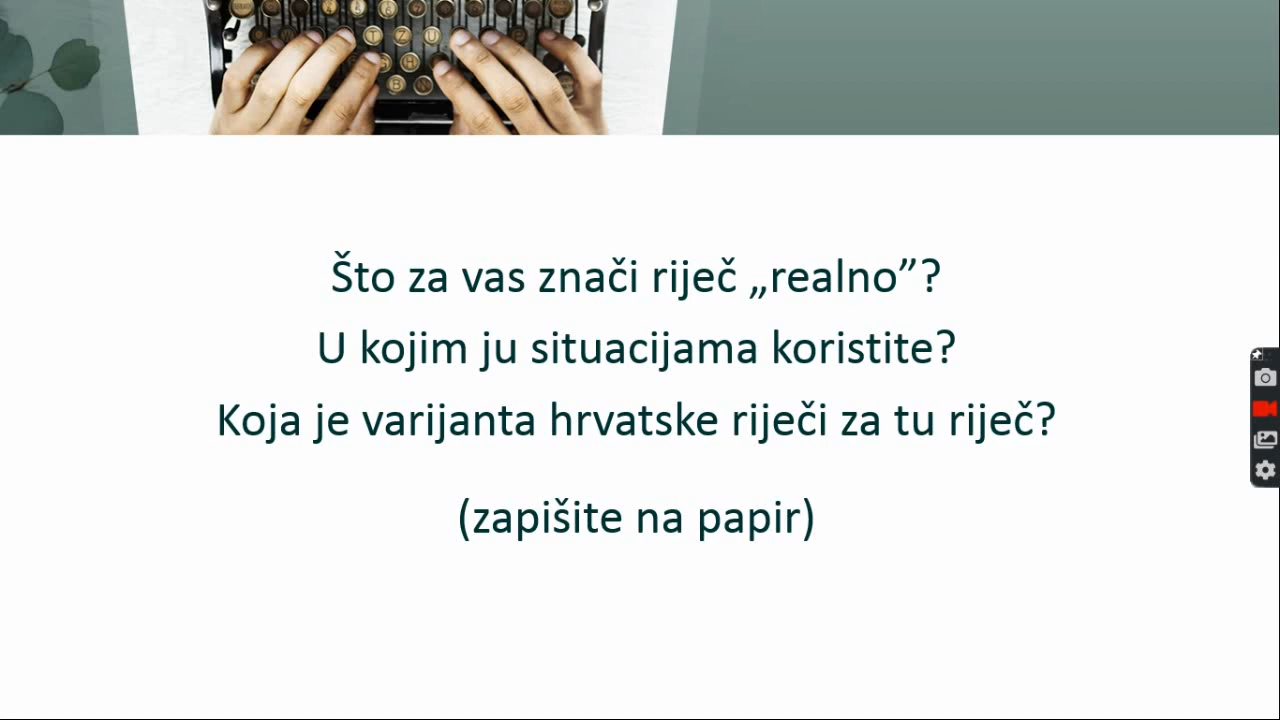 T Z U
H
B N
Što za vas znači riječ „realno”?
U kojim ju situacijama koristite?
Koja je varijanta hrvatske riječi za tu riječ?
(zapišite na papir)